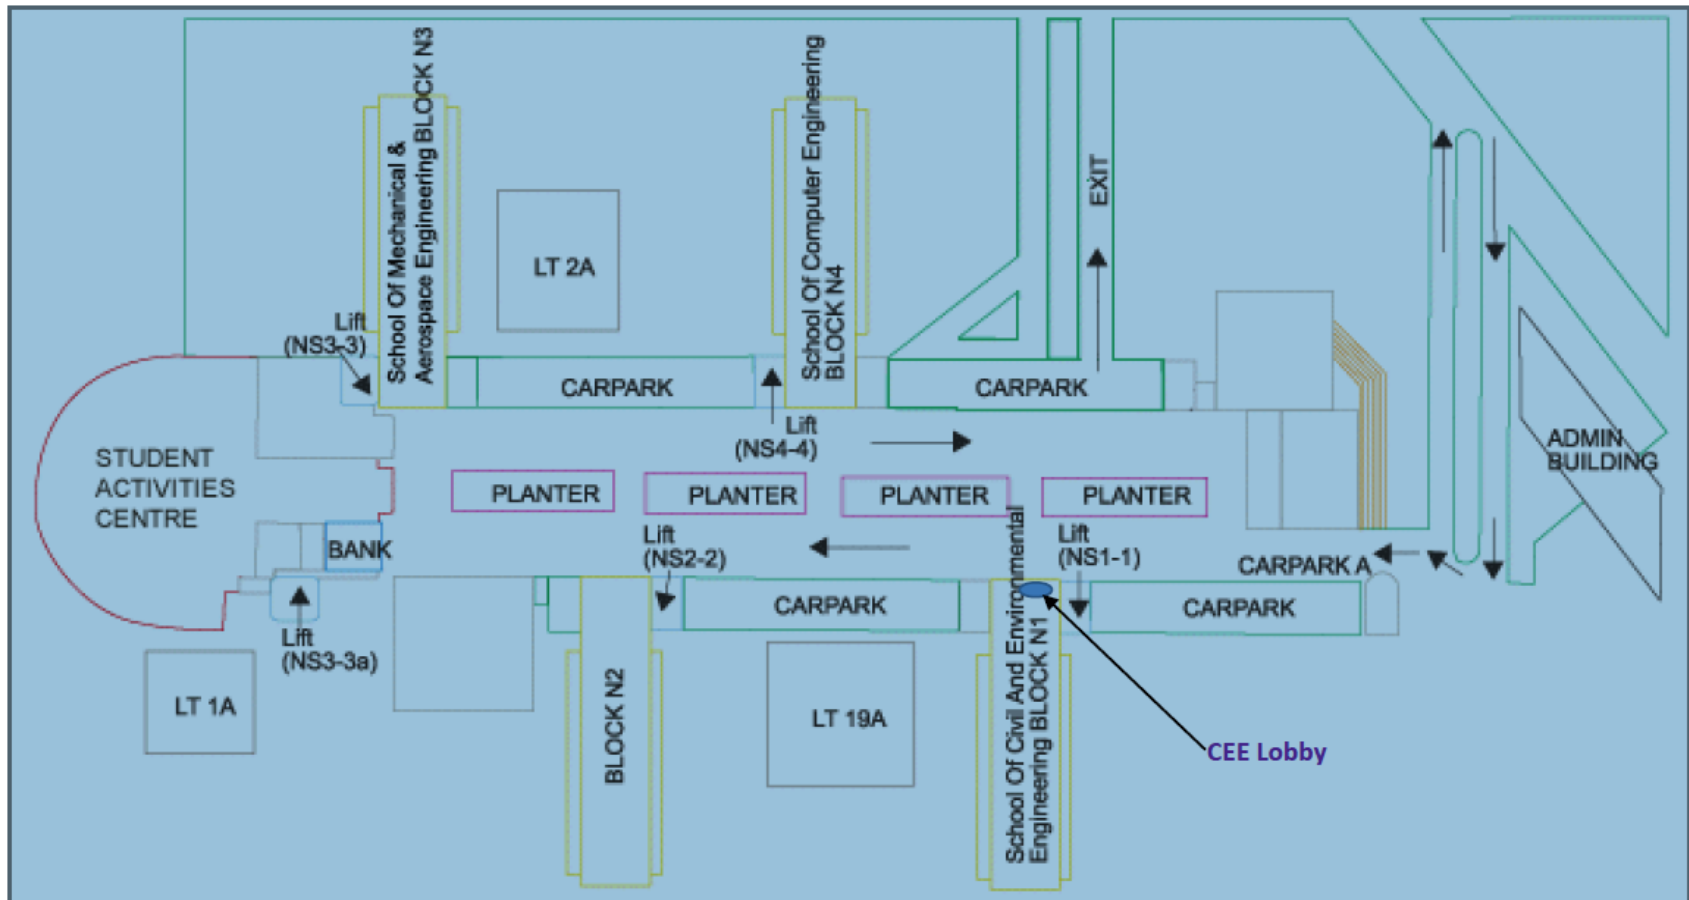 School Of Mechanical &
Aerospace Engineering BLOCK N3
School Of Computer Engineering
BLOCK N4
EXIT
LT 2A
Lift
(NS3-3)
CARPARK
CARPARK
Lift
(NS4-4)
STUDENT
ACTIVITIES
CENTRE
ADMIN
BUILDING
PLANTER
PLANTER
PLANTER
PLANTER
BANK
Lift
(NS2-2)
Lift
(NS1-1)
CARPARK A
CARPARK
CARPARK
Lift
(NS3-3a)
LT 1A
BLOCK N2
LT 19A
School Of Civil And Environmental
Engineering BLOCK N1
CEE Lobby